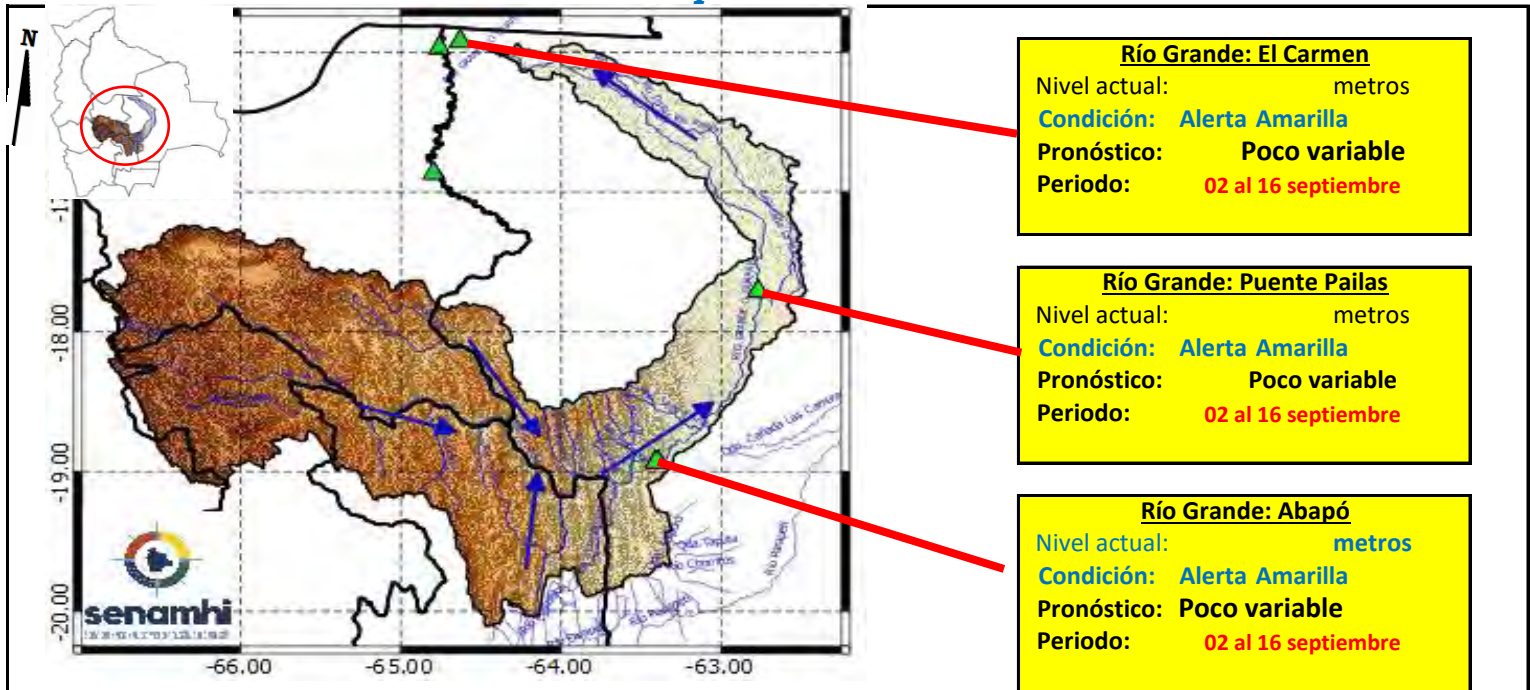 N
Río Grande: El Carmen
Nivel actual: metros
Condición: Alerta Amarilla
Pronóstico: Poco variable
Periodo: 02 al 16 septiembre
Río Grande: Puente Pailas
Nivel actual: metros
Condición: Alerta Amarilla
Pronóstico: Poco variable
Periodo: 02 al 16 septiembre
Río Grande: Abapó
Nivel actual: metros
Condición: Alerta Amarilla
Pronóstico: Poco variable
Periodo: 02 al 16 septiembre
-18.00
-19.00
-20.00
senamhi
-66.00
-65.00
-64.00
-63.00